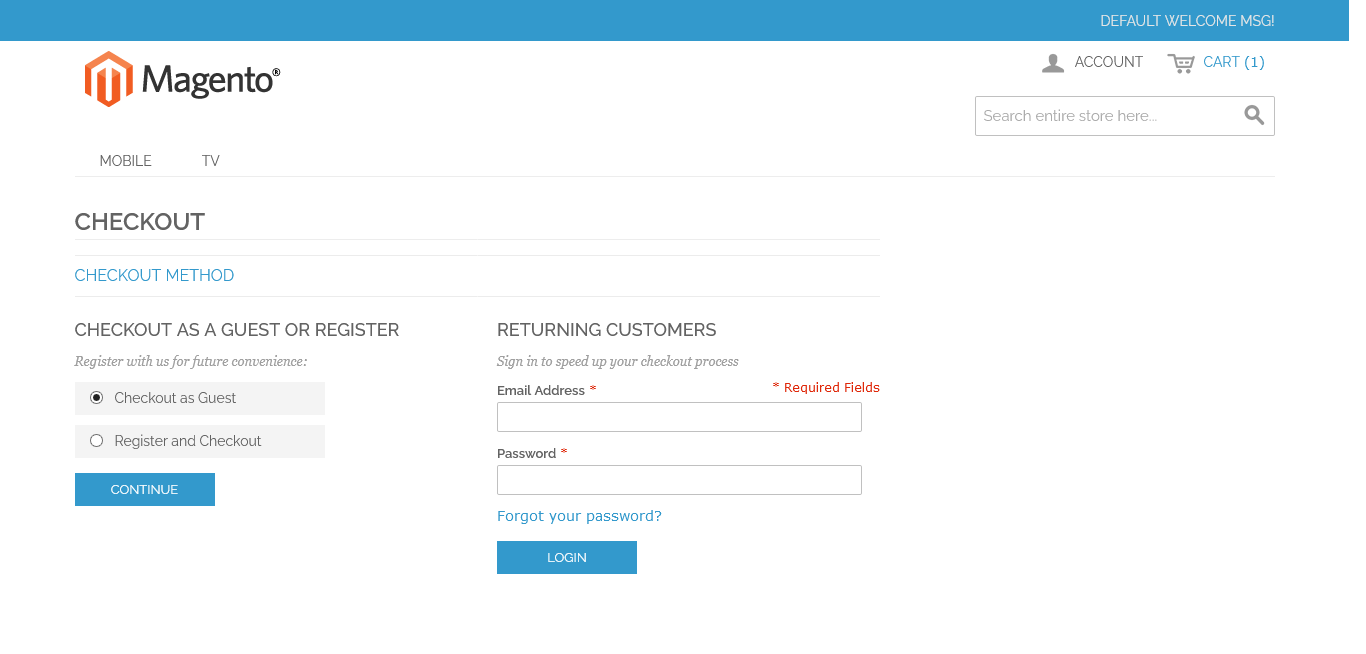 DEFAULT WELCOME MSG!
Magento®
ACCOUNT
CART (1)
Search entire store here...
MOBILE
TV
CHECKOUT
CHECKOUT METHOD
CHECKOUT AS A GUEST OR REGISTER
Register with us for future convenience:
Checkout as Guest
Register and Checkout
CONTINUE
RETURNING CUSTOMERS
Sign in to speed up your checkout process
* Required Fields
Email Address *
Password *
Forgot your password?
LOGIN